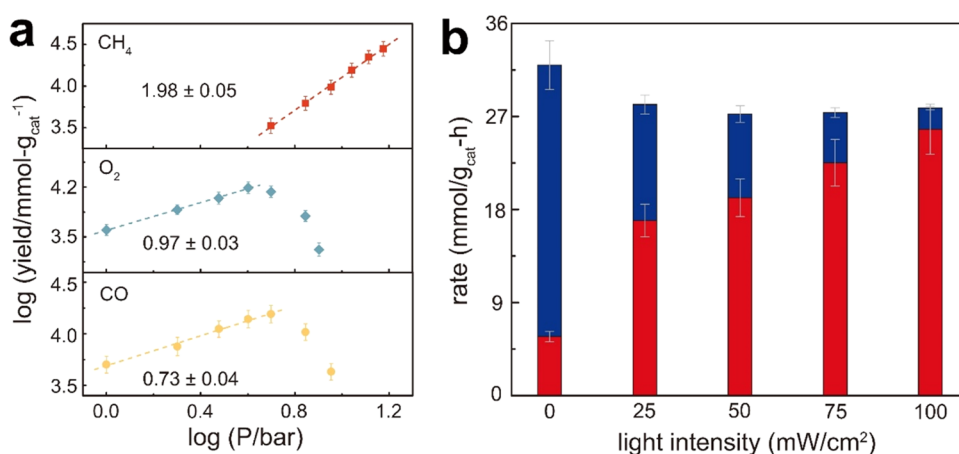 a
log (yield/mmol-g_cat⁻¹)
CH₄
4.5
4.0
3.5
1.98 ± 0.05
O₂
4.2
3.5
0.97 ± 0.03
CO
4.5
4.0
3.5
0.73 ± 0.04
0.0 0.4 0.8 1.2
log (P/bar)
b
rate (mmol/g_cat-h)
36
27
18
9
0
0 25 50 75 100
light intensity (mW/cm²)